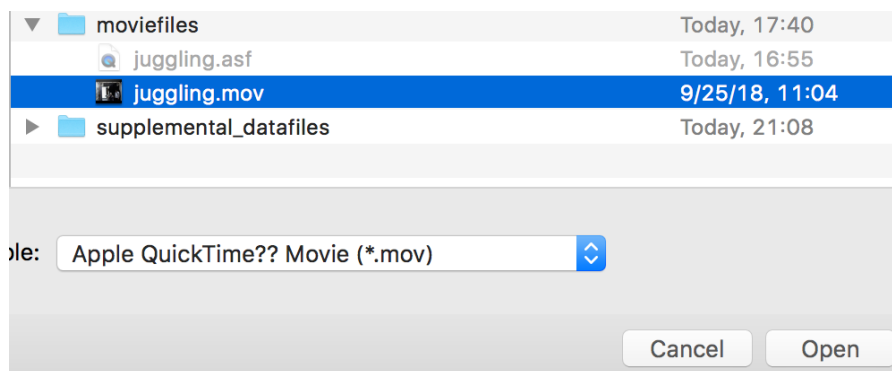 moviefiles Today, 17:40
juggling.asf Today, 16:55
juggling.mov 9/25/18, 11:04
supplemental_datafiles Today, 21:08
Apple QuickTime?? Movie (*.mov)
Cancel Open